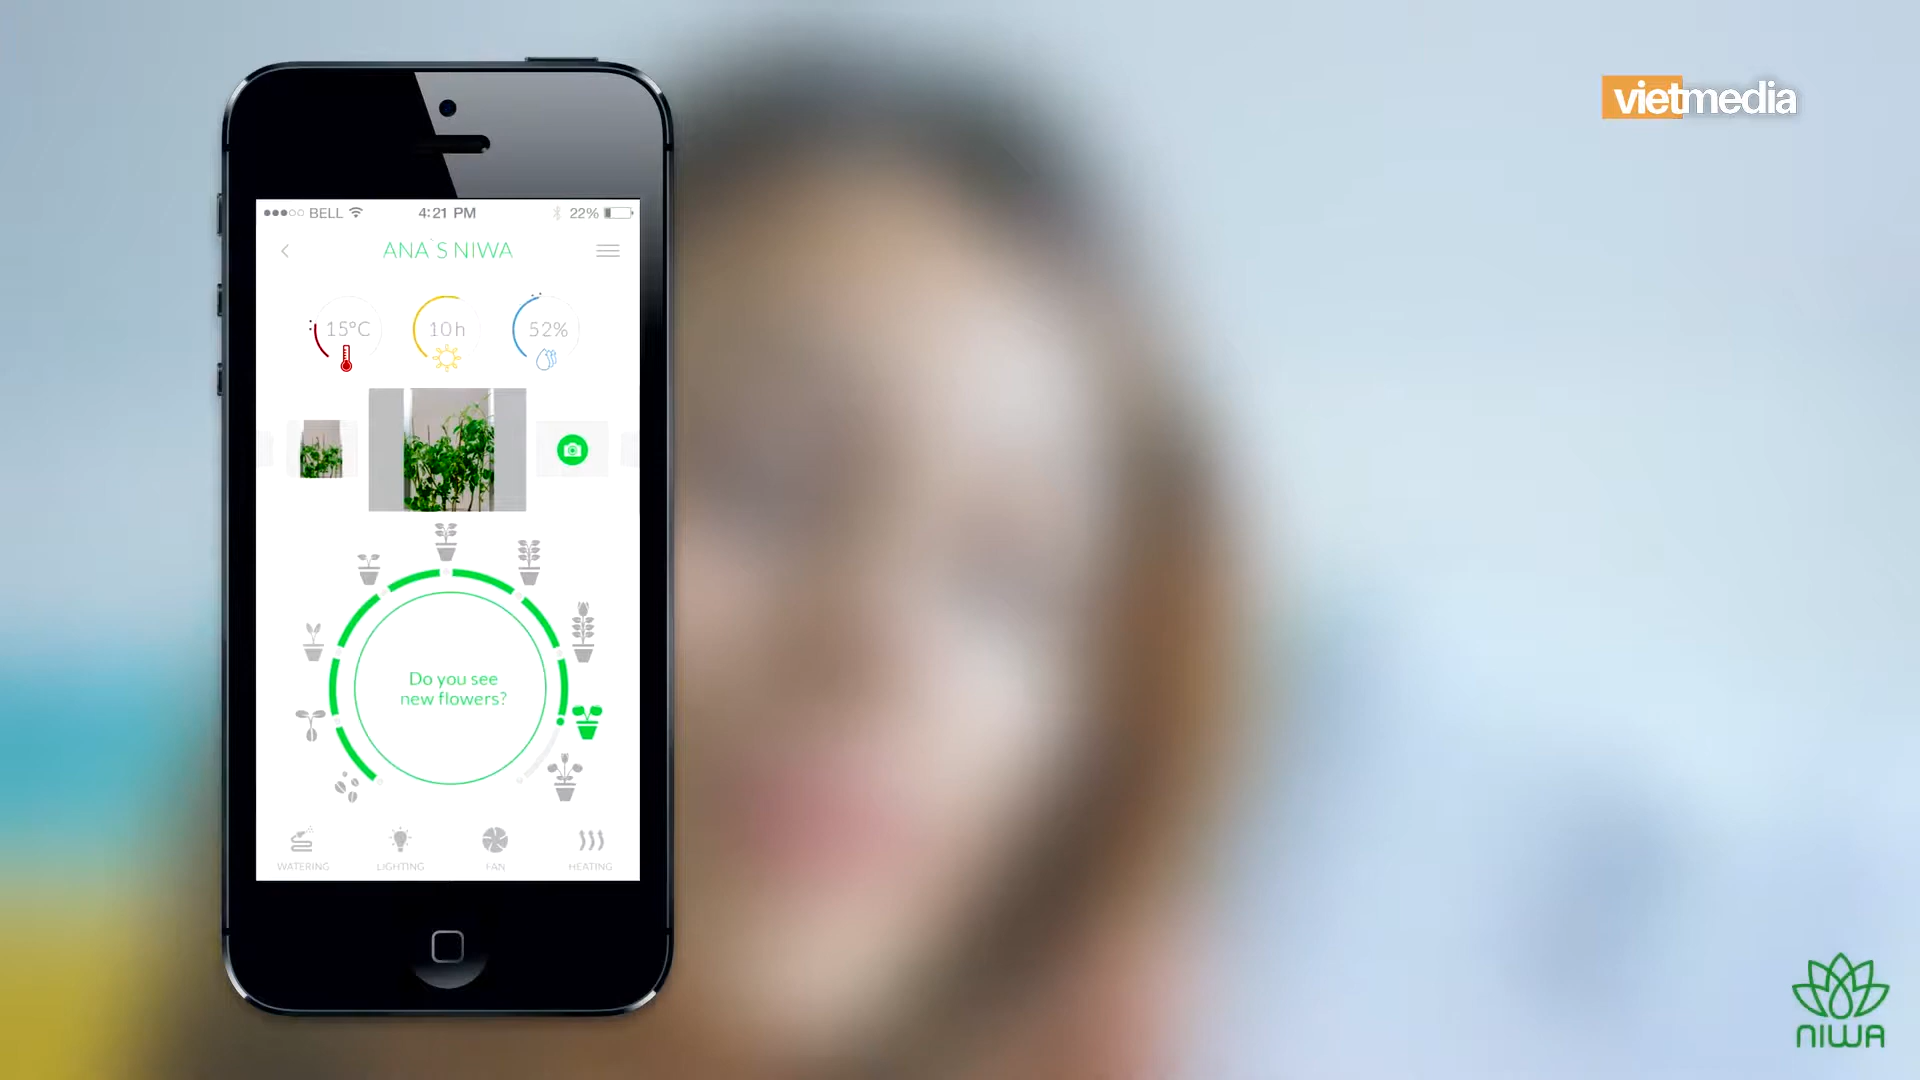 vietmedia
BELL 4:21 PM 22%
ANA`S NIWA
15°C 10h 52%
Do you see
new flowers?
WATERING LIGHTING FAN HEATING
NIWA